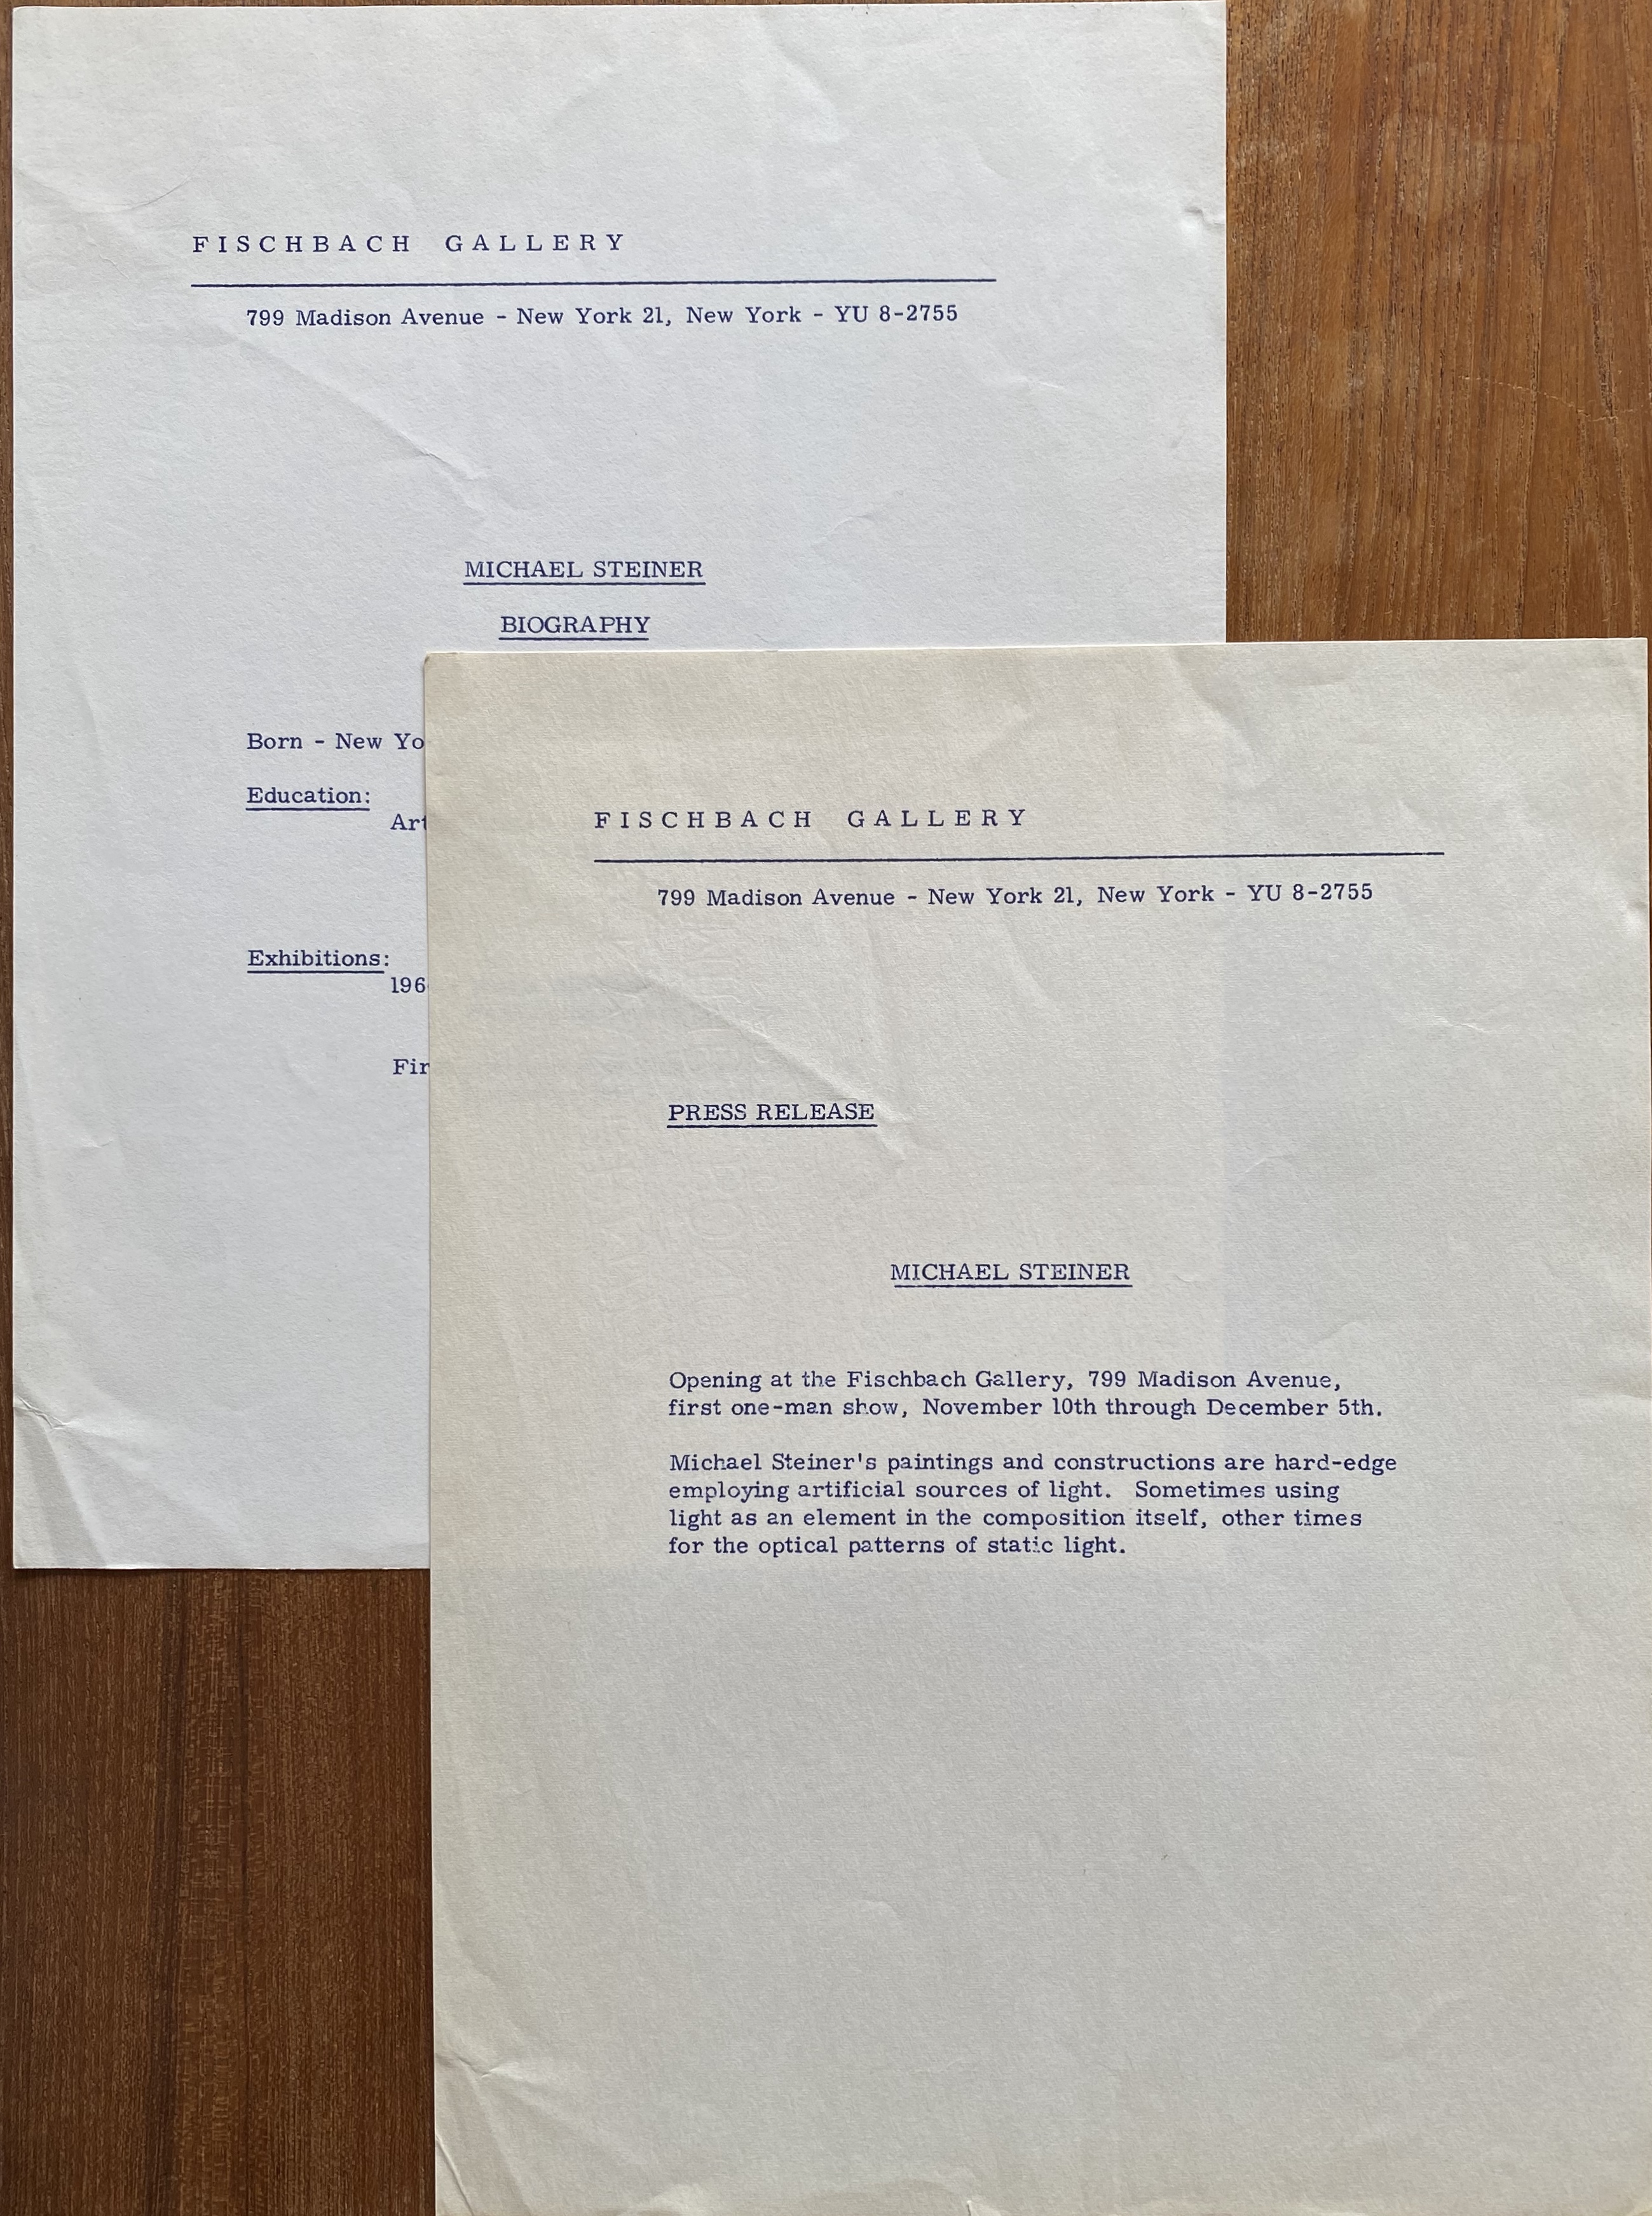 FISCHBACH GALLERY
799 Madison Avenue - New York 21, New York - YU 8-2755
MICHAEL STEINER
BIOGRAPHY
Born - New Yo
Education:
Art
Exhibitions:
196
Fir
FISCHBACH GALLERY
799 Madison Avenue - New York 21, New York - YU 8-2755
PRESS RELEASE
MICHAEL STEINER
Opening at the Fischbach Gallery, 799 Madison Avenue,
first one-man show, November 10th through December 5th.
Michael Steiner's paintings and constructions are hard-edge
employing artificial sources of light. Sometimes using
light as an element in the composition itself, other times
for the optical patterns of static light.